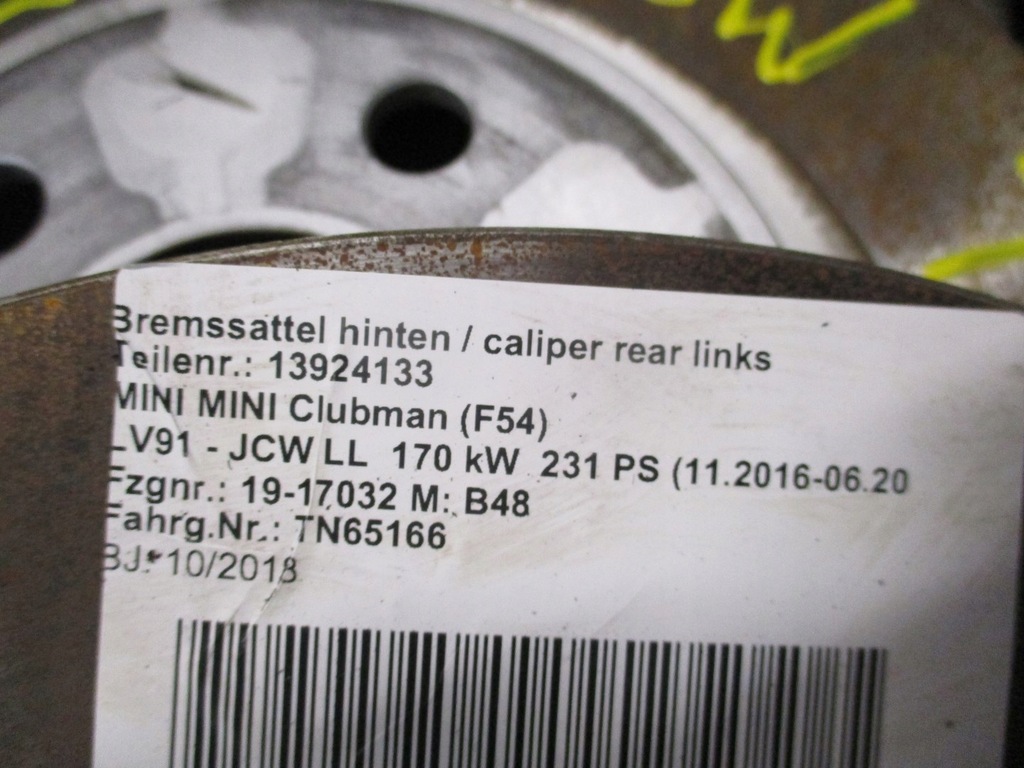 Bremssattel hinten / caliper rear links
Teilenr.: 13924133
MINI MINI Clubman (F54)
LV91 - JCW LL 170 kW 231 PS (11.2016-06.20
Fzgnr.: 19-17032 M: B48
Fahrg.Nr.: TN65166
BJ: 10/2018